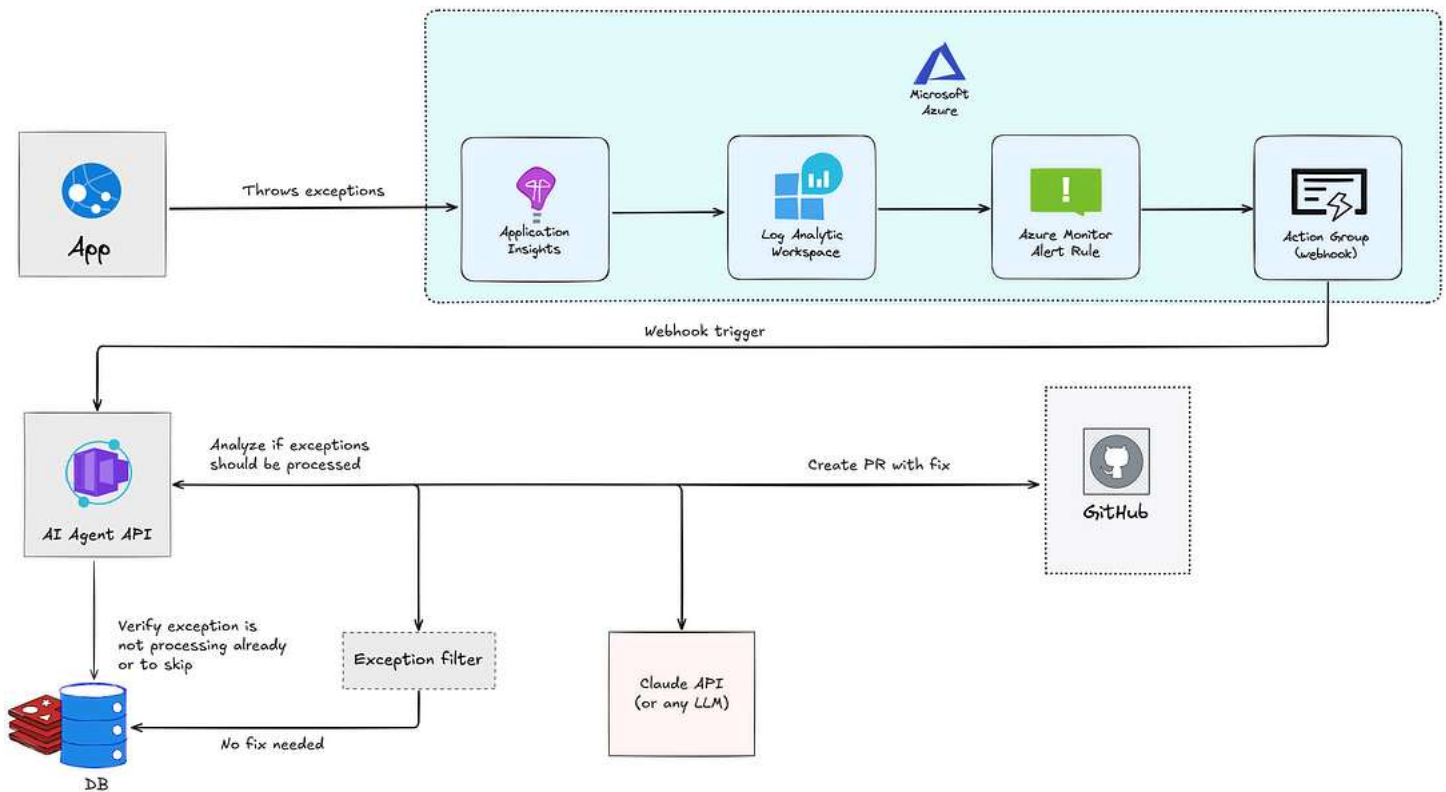 Microsoft
Azure
App
Throws exceptions
Application
Insights
Log Analytic
Workspace
Azure Monitor
Alert Rule
Action Group
(webhook)
Webhook trigger
AI Agent API
Analyze if exceptions
should be processed
Create PR with fix
GitHub
Verify exception is
not processing already
or to skip
Exception filter
Claude API
(or any LLM)
No fix needed
DB